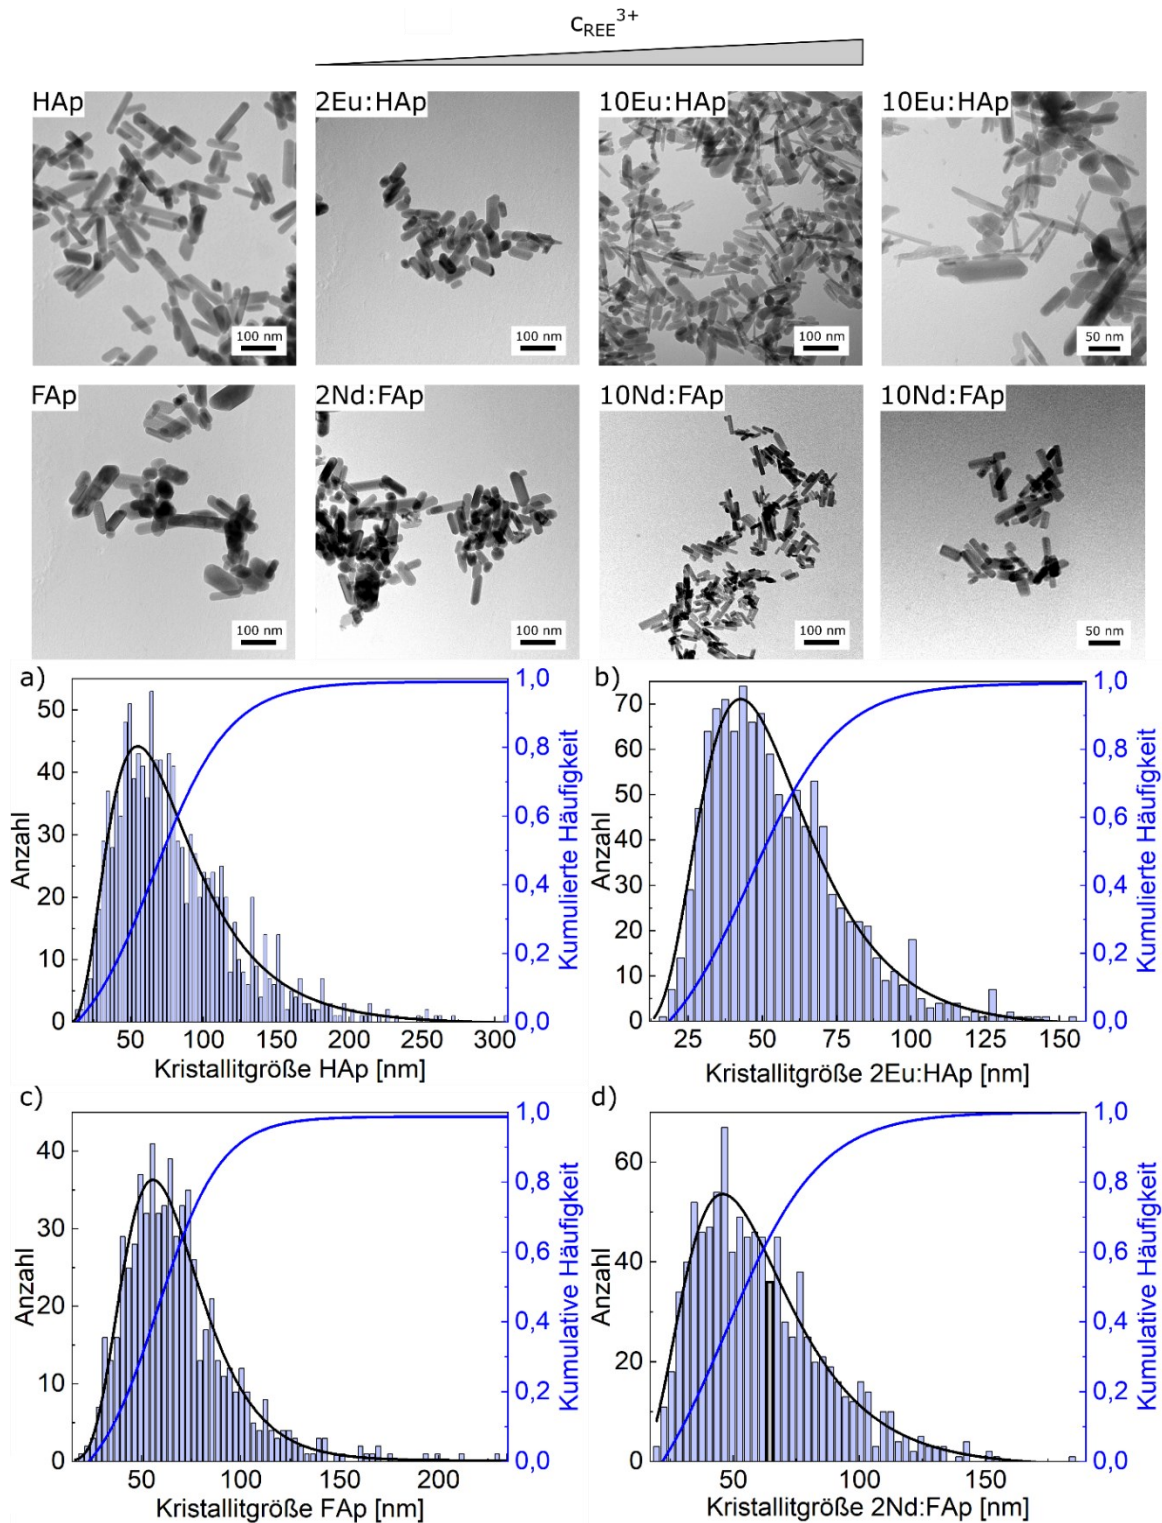 cREE3+
HAp
2Eu:HAp
10Eu:HAp
10Eu:HAp
100 nm
100 nm
100 nm
50 nm
FAp
2Nd:FAp
10Nd:FAp
10Nd:FAp
100 nm
100 nm
100 nm
50 nm
a)
50
40
30
20
10
0
Anzahl
50 100 150 200 250 300
Kristallitgröße HAp [nm]
1,0
0,8
0,6
0,4
0,2
0,0
Kumulierte Häufigkeit
b)
70
60
50
40
30
20
10
0
Anzahl
25 50 75 100 125 150
Kristallitgröße 2Eu:HAp [nm]
1,0
0,8
0,6
0,4
0,2
0,0
Kumulierte Häufigkeit
c)
40
30
20
10
0
Anzahl
50 100 150 200
Kristallitgröße FAp [nm]
1,0
0,8
0,6
0,4
0,2
0,0
Kumulative Häufigkeit
d)
60
40
20
0
Anzahl
50 100 150
Kristallitgröße 2Nd:FAp [nm]
1,0
0,8
0,6
0,4
0,2
0,0
Kumulative Häufigkeit